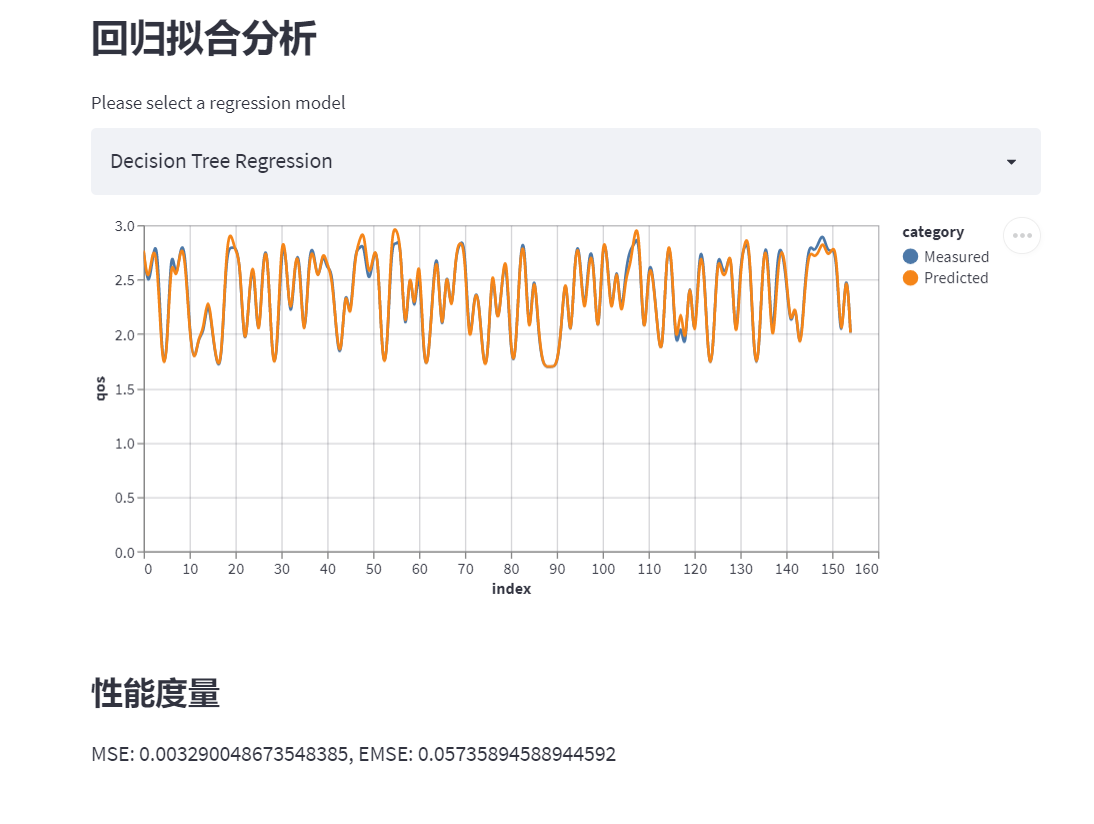 回归拟合分析
Please select a regression model
Decision Tree Regression
category
Measured
Predicted
3.0
2.5
2.0
1.5
1.0
0.5
0.0
qos
0 10 20 30 40 50 60 70 80 90 100 110 120 130 140 150 160
index
性能度量
MSE: 0.003290048673548385, EMSE: 0.05735894588944592